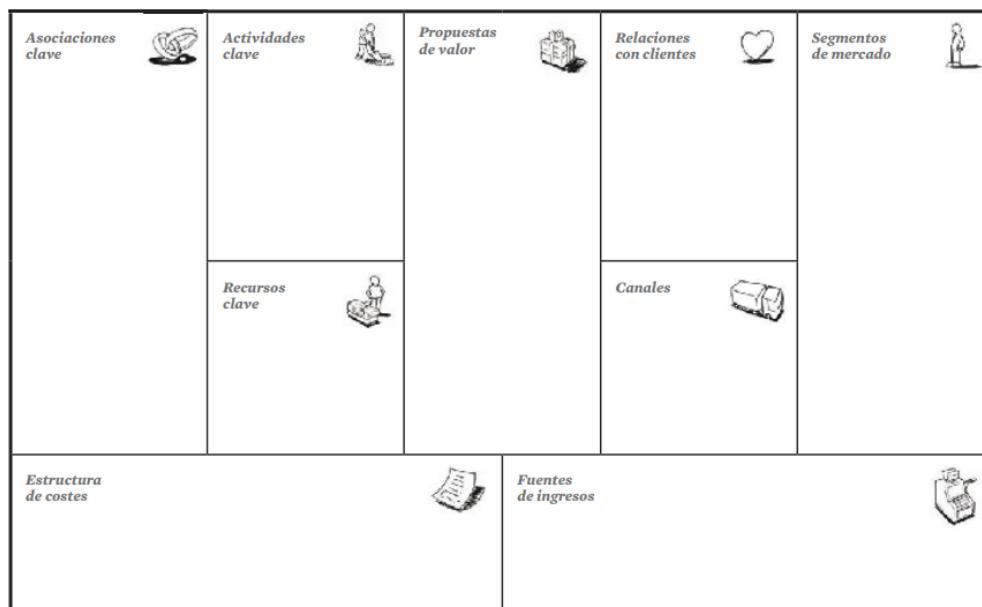 Asociaciones
clave
Actividades
clave
Propuestas
de valor
Relaciones
con clientes
Segmentos
de mercado
Recursos
clave
Canales
Estructura
de costes
Fuentes
de ingresos